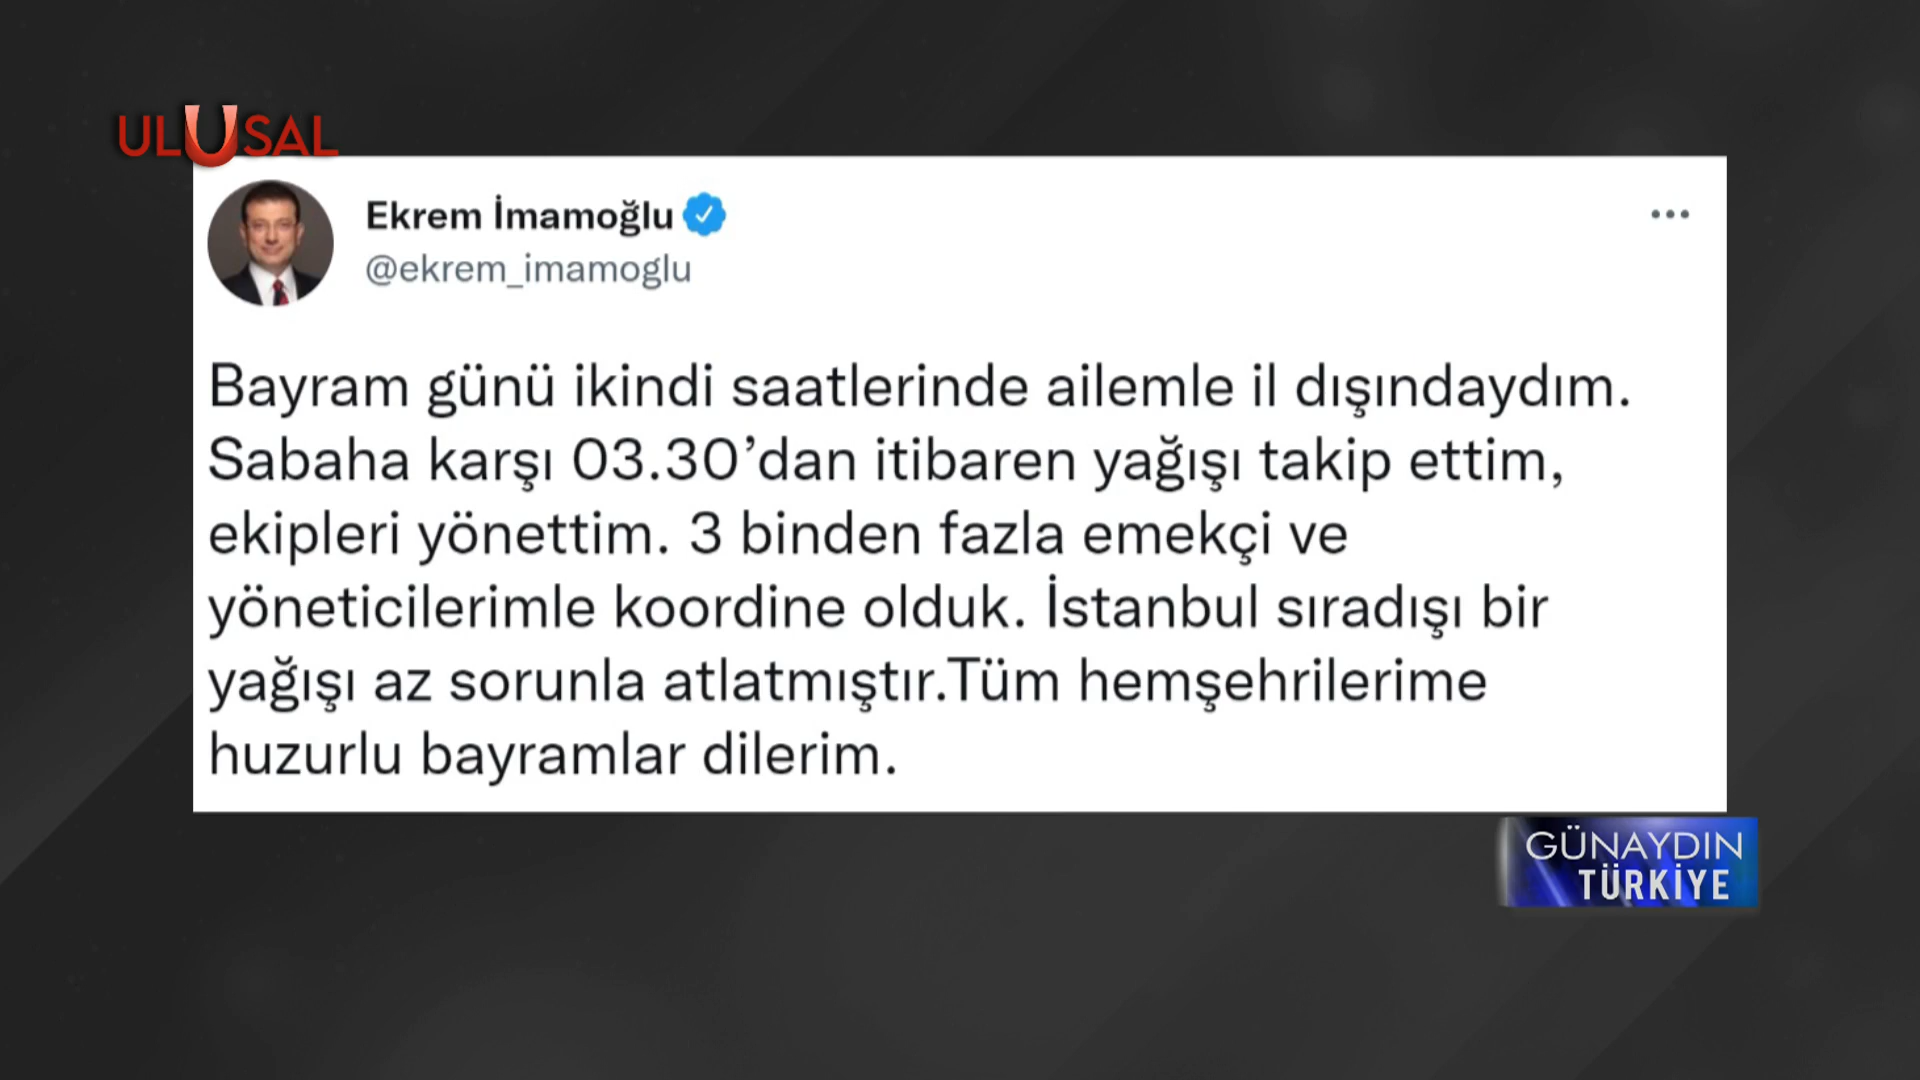 ULUSAL
Ekrem İmamoğlu
@ekrem_imamoglu
Bayram günü ikindi saatlerinde ailemle il dışındaydım.
Sabaha karşı 03.30’dan itibaren yağışı takip ettim,
ekipleri yönettim. 3 binden fazla emekçi ve
yöneticilerimle koordine olduk. İstanbul sıradışı bir
yağışı az sorunla atlatmıştır.Tüm hemşehrilerime
huzurlu bayramlar dilerim.
GÜNAYDIN
TÜRKİYE